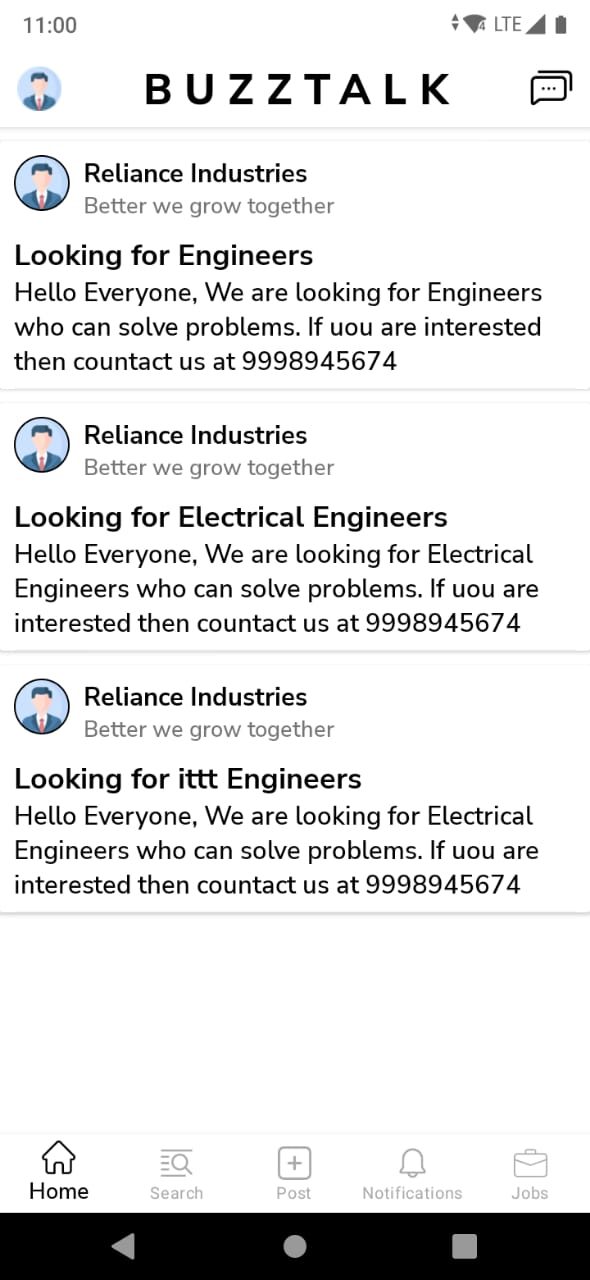 11:00
4 LTE
BUZZTALK
Reliance Industries
Better we grow together
Looking for Engineers
Hello Everyone, We are looking for Engineers
who can solve problems. If uou are interested
then countact us at 9998945674
Reliance Industries
Better we grow together
Looking for Electrical Engineers
Hello Everyone, We are looking for Electrical
Engineers who can solve problems. If uou are
interested then countact us at 9998945674
Reliance Industries
Better we grow together
Looking for ittt Engineers
Hello Everyone, We are looking for Electrical
Engineers who can solve problems. If uou are
interested then countact us at 9998945674
Home Search Post Notifications Jobs